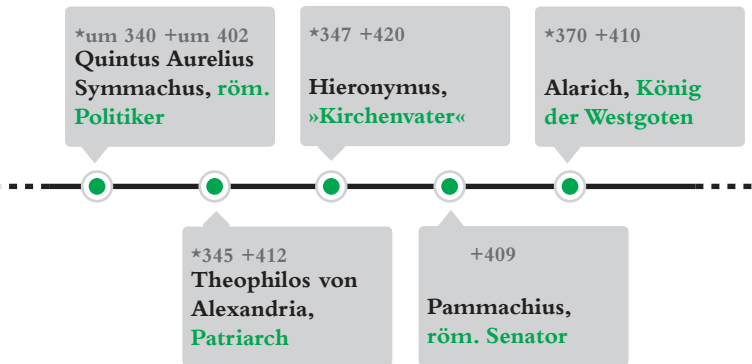 *um 340 +um 402
Quintus Aurelius
Symmachus, röm.
Politiker
*345 +412
Theophilos von
Alexandria,
Patriarch
*347 +420
Hieronymus,
»Kirchenvater«
+409
Pammachius,
röm. Senator
*370 +410
Alarich, König
der Westgoten